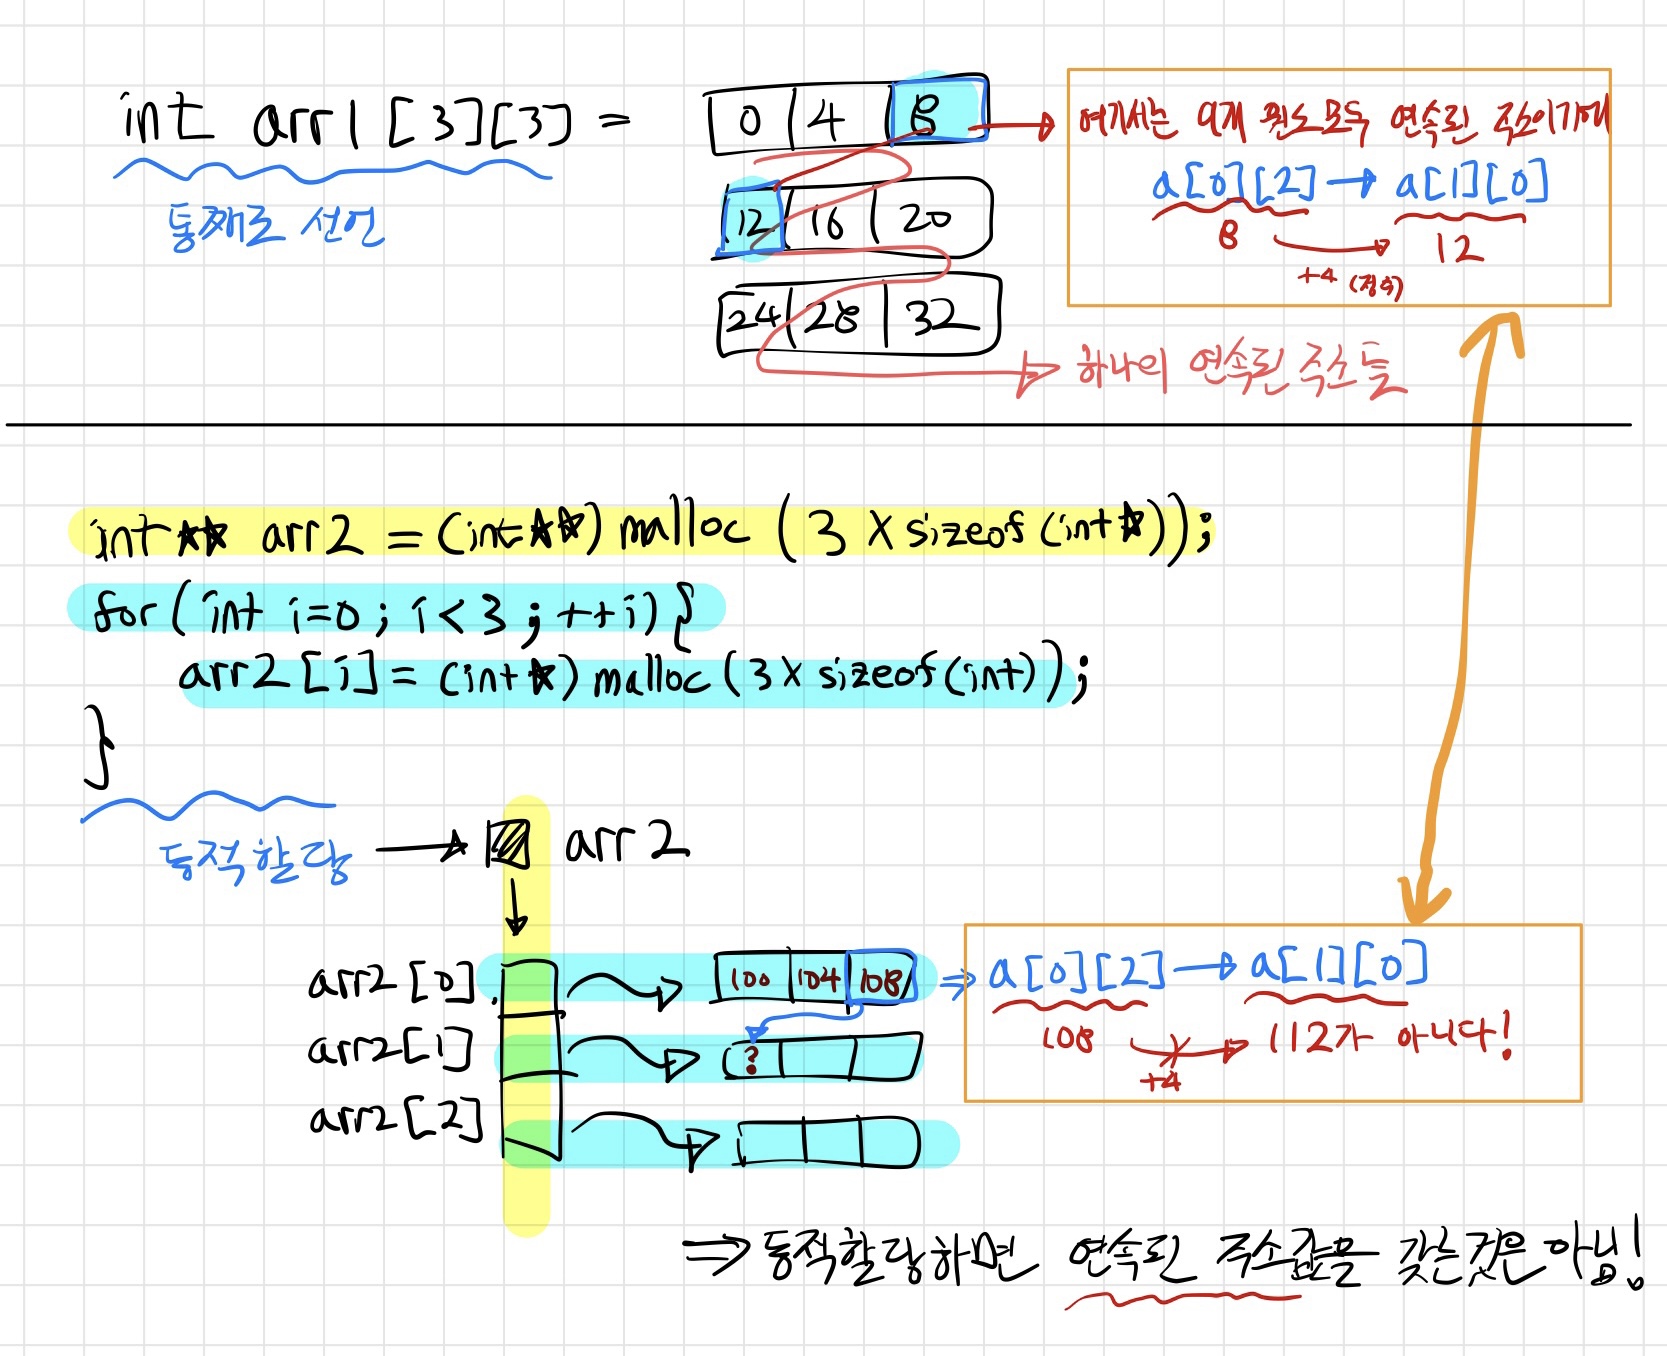 int arr1[3][3] =
통째로 선언
0 4 8
12 16 20
24 28 32
여기서는 9개 원소 모두 연속된 주소이기에
a[0][2] → a[1][0]
8 12
+4 (정수)
하나의 연속된 주소들
int** arr2 = (int**) malloc (3 × sizeof (int*));
for (int i=0; i<3; ++i) {
arr2[i] = (int*) malloc (3 × sizeof(int));
}
동적할당 → arr2
arr2[0] 100 104 108
arr2[1] ?
arr2[2]
⇒ a[0][2] → a[1][0]
108 112가 아니다!
+4
⇒ 동적할당하면 연속된 주소값을 갖는것은 아님!